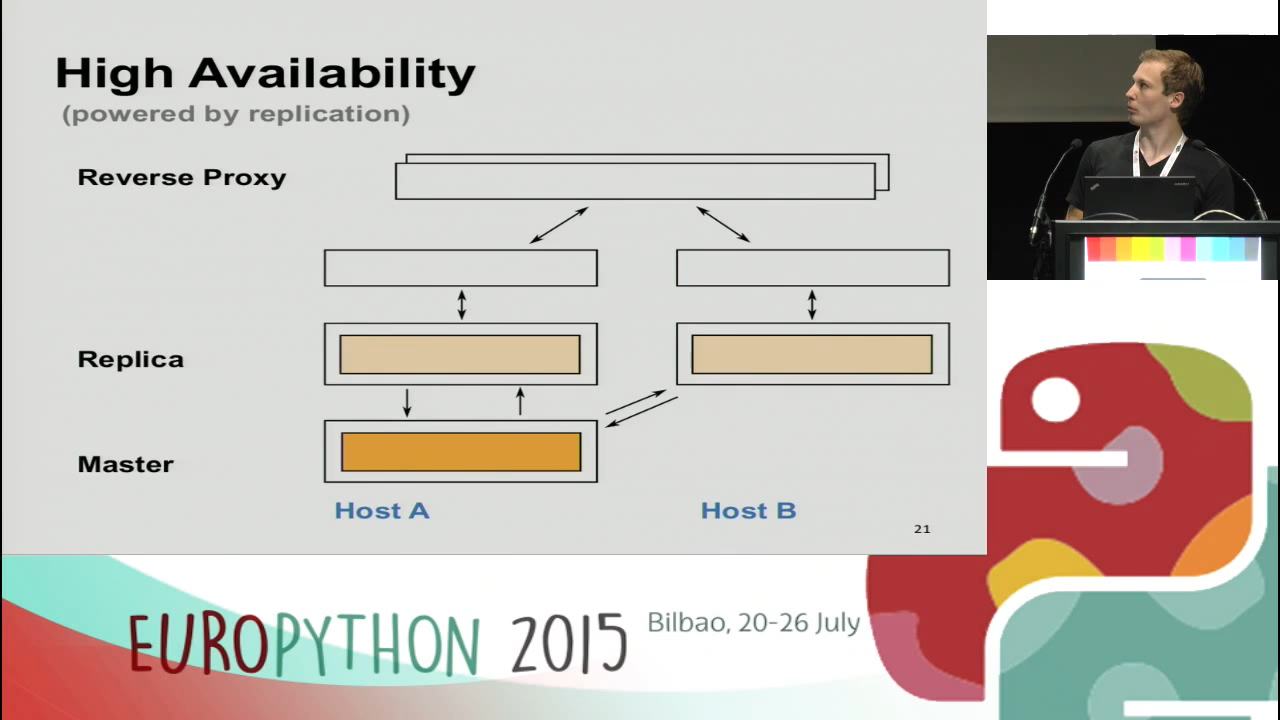 High Availability
(powered by replication)
Reverse Proxy
Replica
Master
Host A
Host B
21
EUROPYTHON 2015
Bilbao, 20-26 July